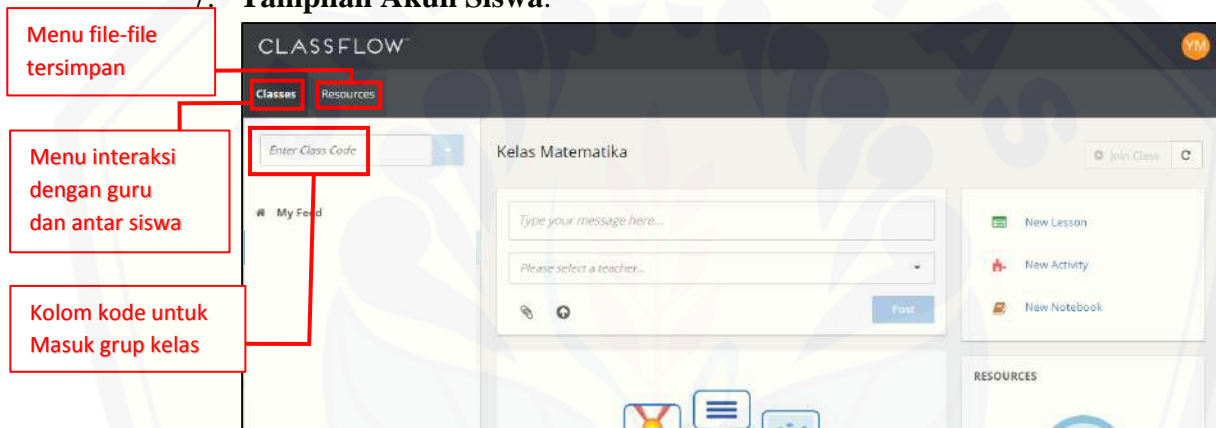 7. Tampilan Akun Siswa.
Menu file-file
tersimpan
CLASSFLOW
YM
Classes Resources
Menu interaksi
dengan guru
dan antar siswa
Enter Class Code
Kelas Matematika
Join Class
My Feed
Type your message here...
New Lesson
Please select a teacher...
New Activity
Post
New Notebook
Kolom kode untuk
Masuk grup kelas
RESOURCES